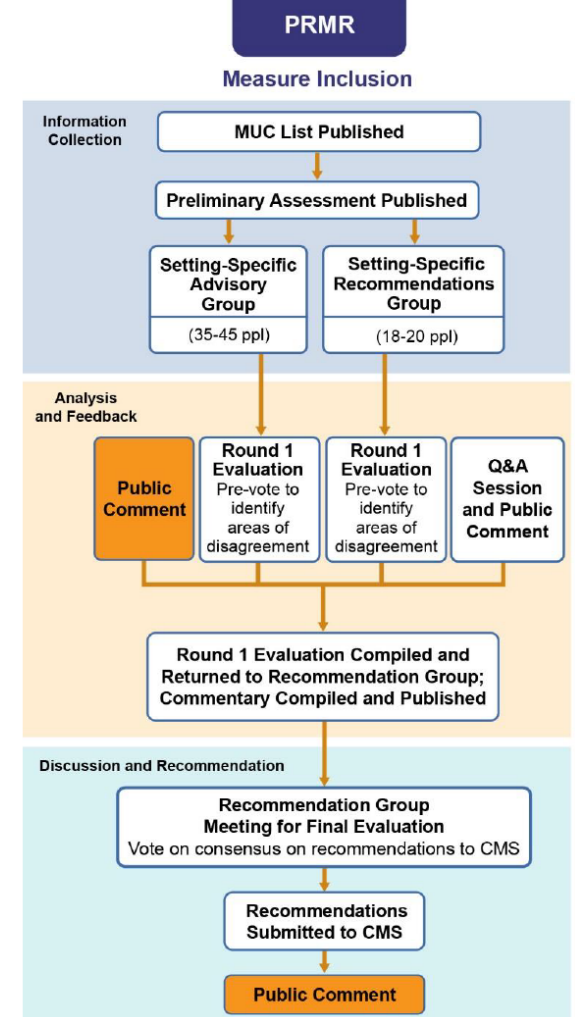 PRMR
Measure Inclusion
Information
Collection
MUC List Published
Preliminary Assessment Published
Setting-Specific
Advisory
Group
(35-45 ppl)
Setting-Specific
Recommendations
Group
(18-20 ppl)
Analysis
and Feedback
Public
Comment
Round 1
Evaluation
Pre-vote to
identify
areas of
disagreement
Round 1
Evaluation
Pre-vote to
identify
areas of
disagreement
Q&A
Session
and Public
Comment
Round 1 Evaluation Compiled and
Returned to Recommendation Group;
Commentary Compiled and Published
Discussion and Recommendation
Recommendation Group
Meeting for Final Evaluation
Vote on consensus on recommendations to CMS
Recommendations
Submitted to CMS
Public Comment